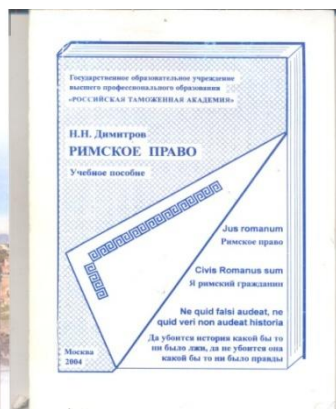 Государственное образовательное учреждение
высшего профессионального образования
«РОССИЙСКАЯ ТАМОЖЕННАЯ АКАДЕМИЯ»
Н.Н. Димитров
РИМСКОЕ ПРАВО
Учебное пособие
Jus romanum
Римское право
Civis Romanus sum
Я римский гражданин
Ne quid falsi audeat, ne
quid veri non audeat historia
Да убоится история какой бы то
ни было лжи, да не убоится она
какой бы то ни было правды
Москва
2004